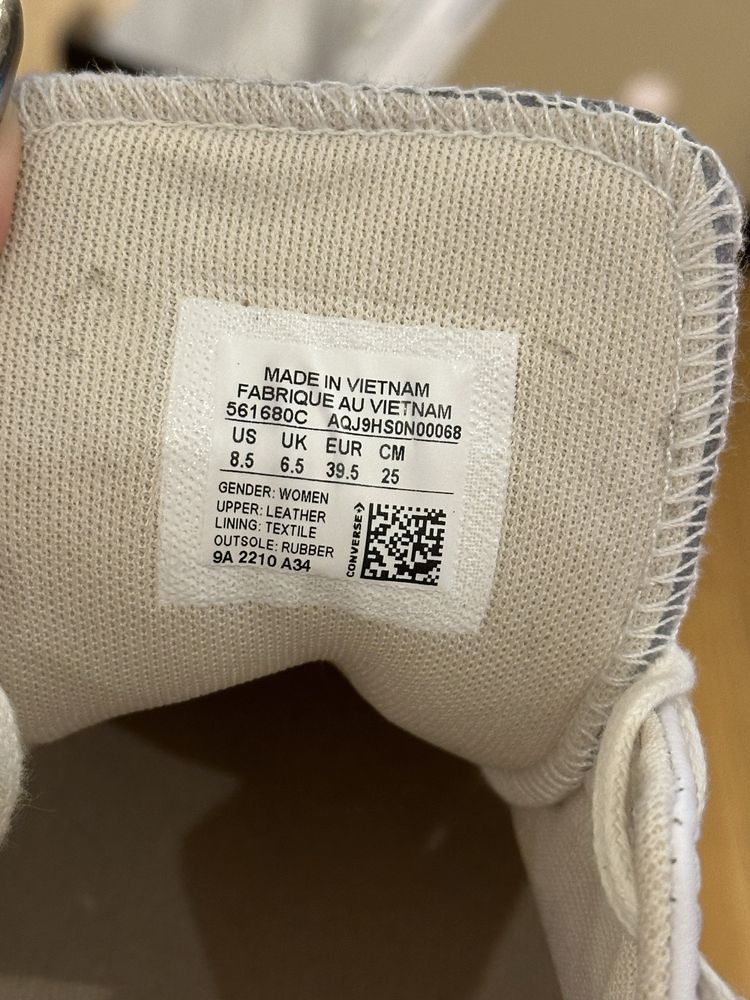 MADE IN VIETNAM
FABRIQUE AU VIETNAM
561680C AQJ9HS0N00068
US UK EUR CM
8.5 6.5 39.5 25
GENDER: WOMEN
UPPER: LEATHER
LINING: TEXTILE
OUTSOLE: RUBBER
9A 2210 A34
CONVERSE